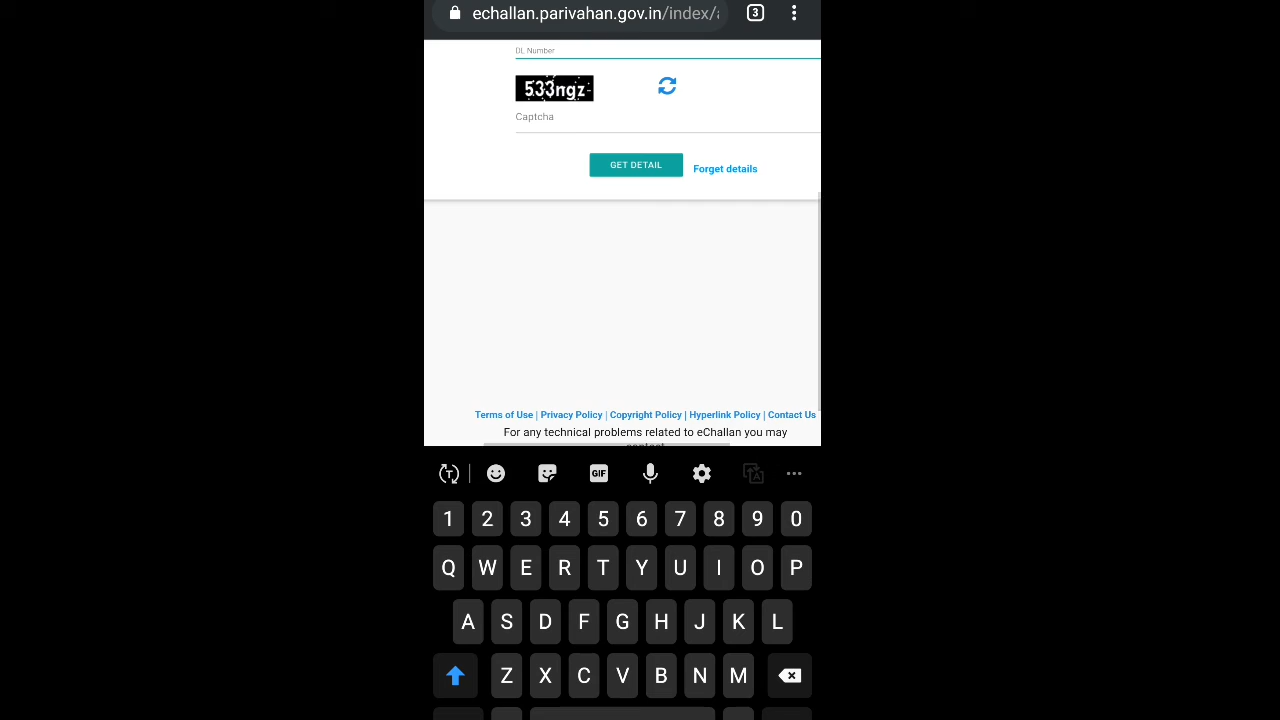 echallan.parivahan.gov.in/index/
3
DL Number
533ngz
Captcha
GET DETAIL Forget details
Terms of Use | Privacy Policy | Copyright Policy | Hyperlink Policy | Contact Us
For any technical problems related to eChallan you may
T GIF A
1 2 3 4 5 6 7 8 9 0
Q W E R T Y U I O P
A S D F G H J K L
Z X C V B N M